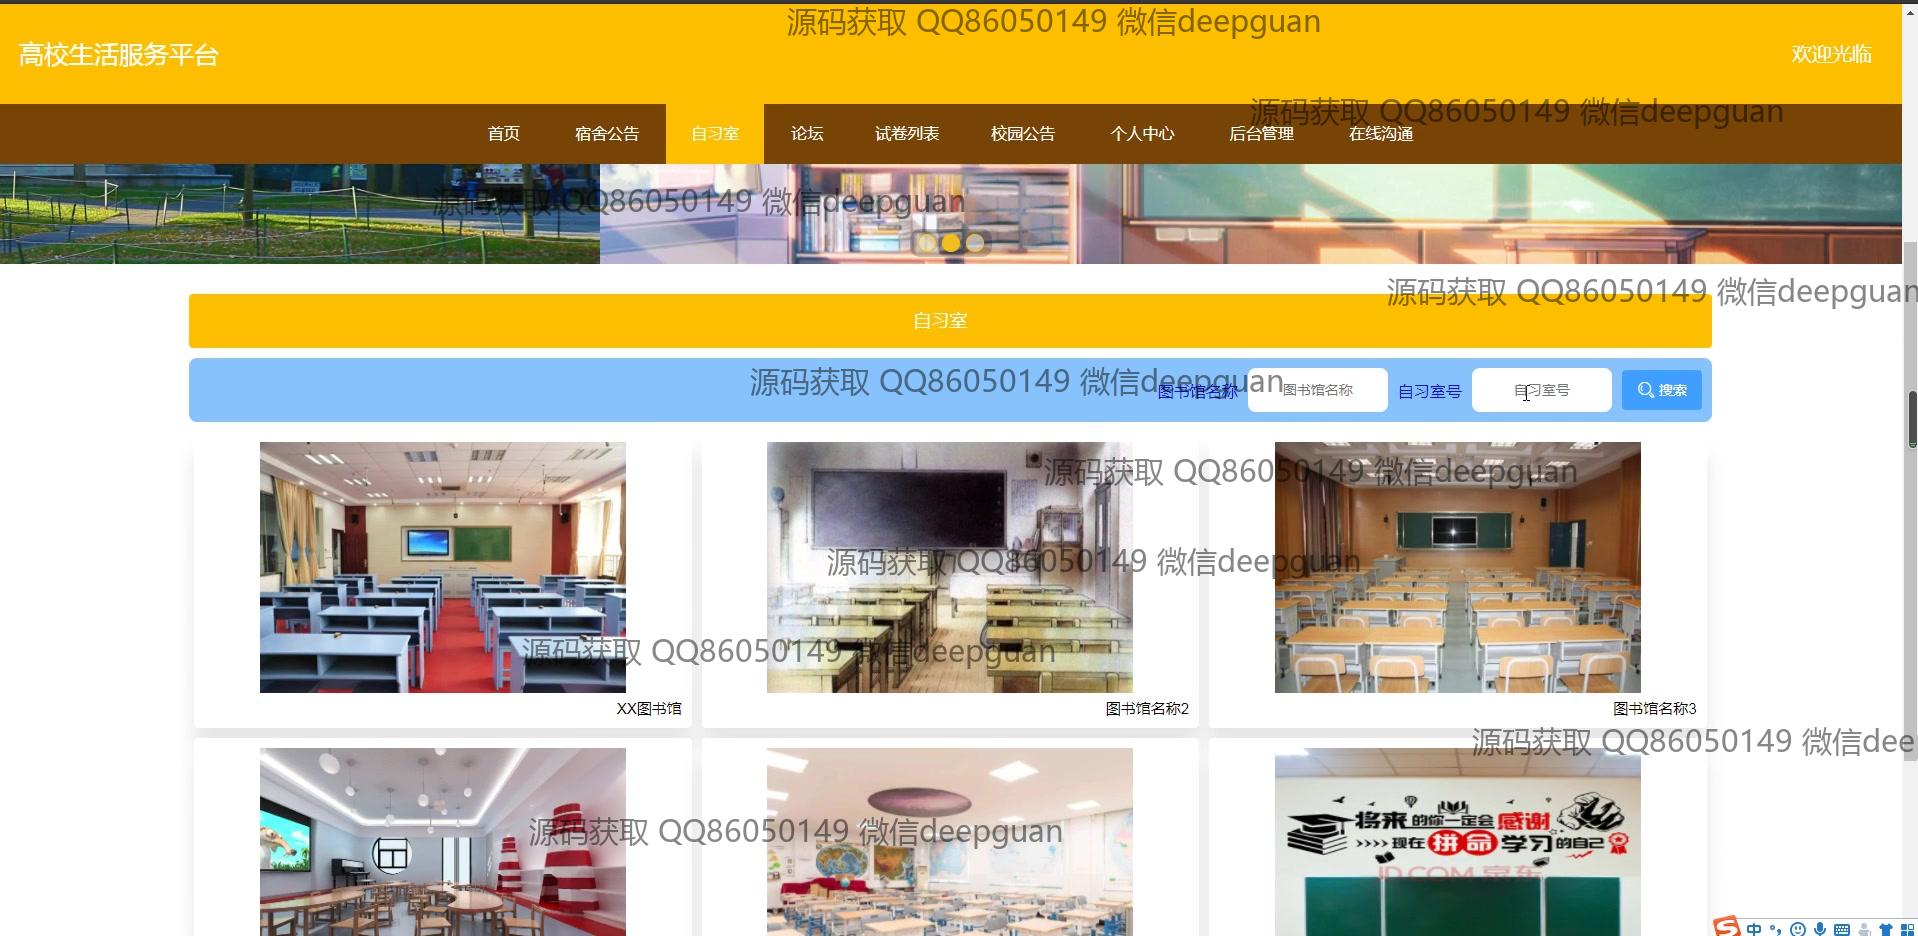 源码获取 QQ86050149 微信deepguan
高校生活服务平台
欢迎光临
源码获取 QQ86050149 微信deepguan
首页 宿舍公告 自习室 论坛 试卷列表 校园公告 个人中心 后台管理 在线沟通
源码获取 QQ86050149 微信deepguan
源码获取 QQ86050149 微信deepguan
自习室
源码获取 QQ86050149 微信deepguan
图书馆名称 图书馆名称 自习室号 自习室号 搜索
源码获取 QQ86050149 微信deepguan
源码获取 QQ86050149 微信deepguan
源码获取 QQ86050149 微信deepguan
XX图书馆 图书馆名称2 图书馆名称3
源码获取 QQ86050149 微信dee
源码获取 QQ86050149 微信deepguan
将来的你一定会感谢
>>>>现在拼命学习的自己
JD.COM 京东
中